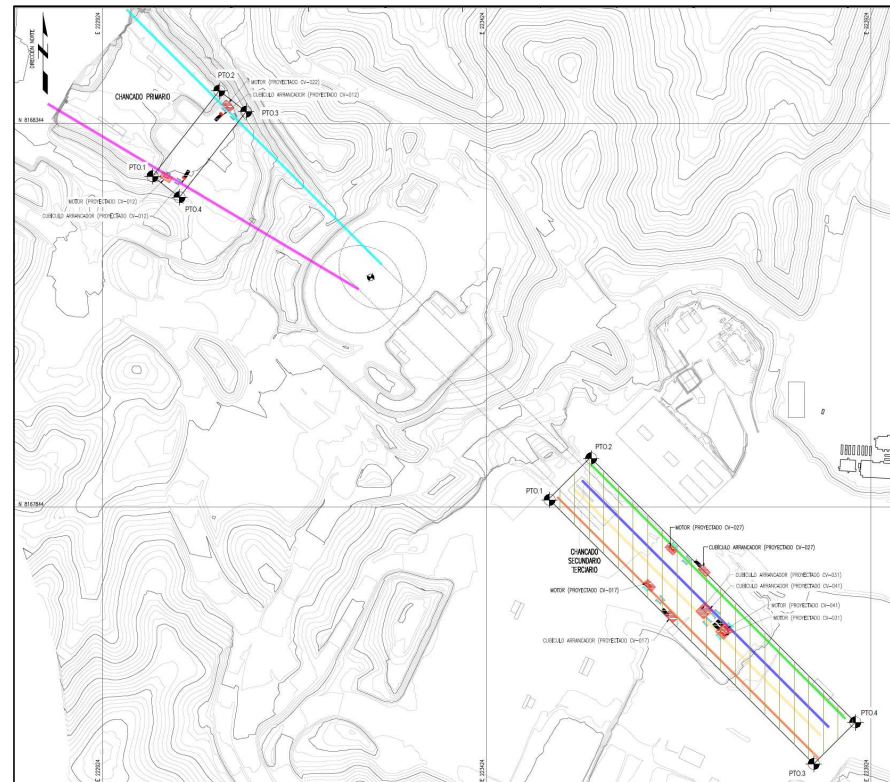 DIRECCIÓN NORTE
CHANCADO PRIMARIO
PTO.2
MOTOR (PROYECTADO CV-022)
CUBÍCULO ARRANCADOR (PROYECTADO CV-012)
PTO.3
N 8168344
PTO.1
MOTOR (PROYECTADO CV-012)
PTO.4
CUBÍCULO ARRANCADOR (PROYECTADO CV-012)
PTO.2
N 8167844
PTO.1
MOTOR (PROYECTADO CV-027)
CHANCADO
SECUNDARIO
TERCIARIO
CUBÍCULO ARRANCADOR (PROYECTADO CV-027)
CUBÍCULO ARRANCADOR (PROYECTADO CV-031)
CUBÍCULO ARRANCADOR (PROYECTADO CV-041)
MOTOR (PROYECTADO CV-017)
MOTOR (PROYECTADO CV-041)
MOTOR (PROYECTADO CV-031)
CUBÍCULO ARRANCADOR (PROYECTADO CV-017)
PTO.4
PTO.3